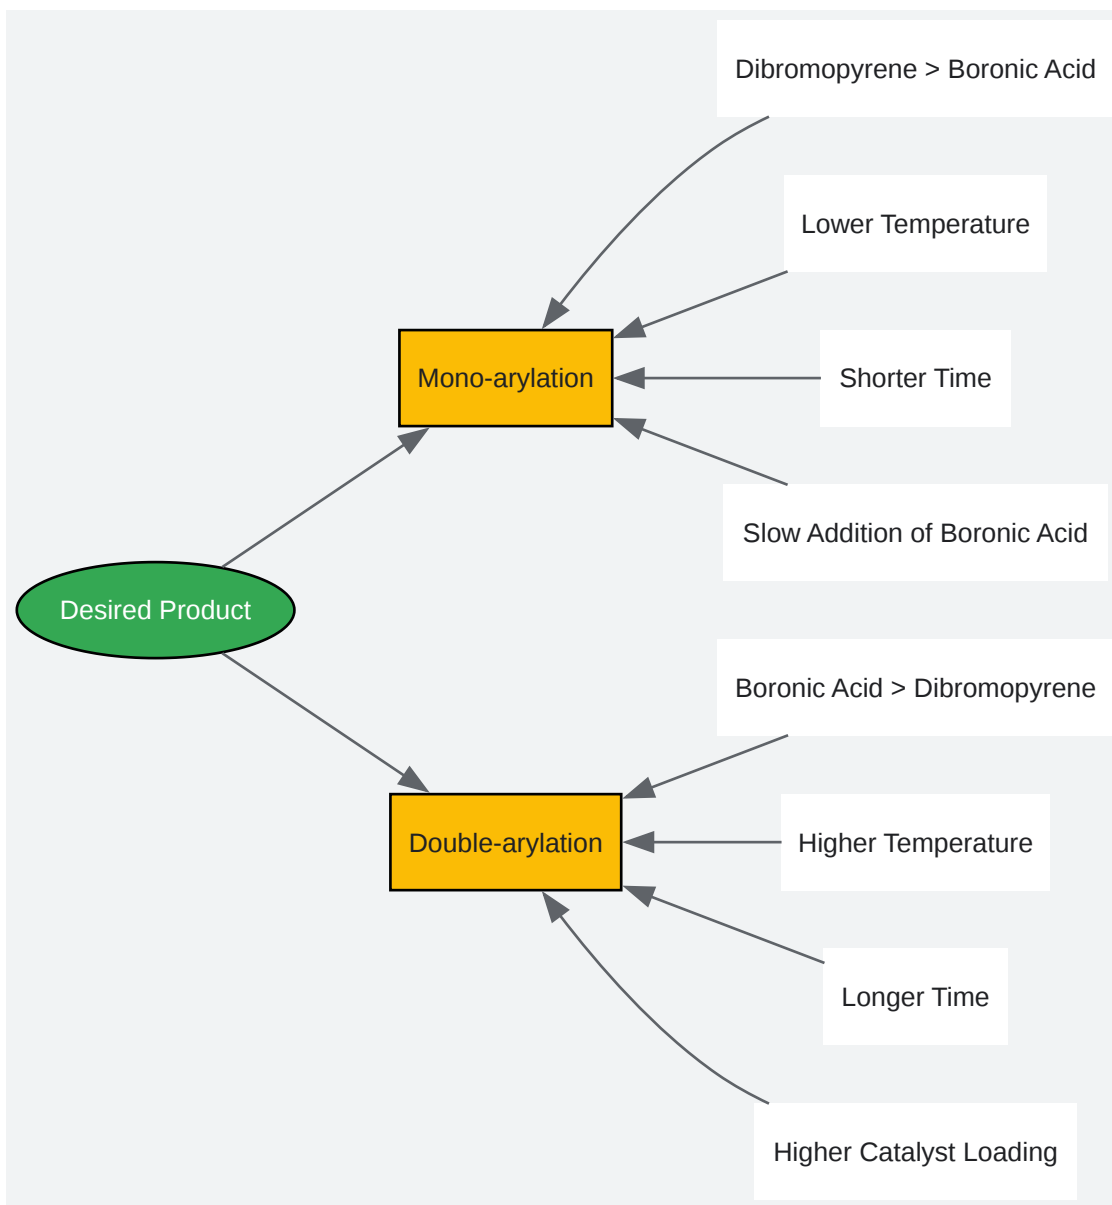 Dibromopyrene > Boronic Acid
Lower Temperature
Mono-arylation
Shorter Time
Slow Addition of Boronic Acid
Desired Product
Boronic Acid > Dibromopyrene
Double-arylation
Higher Temperature
Longer Time
Higher Catalyst Loading